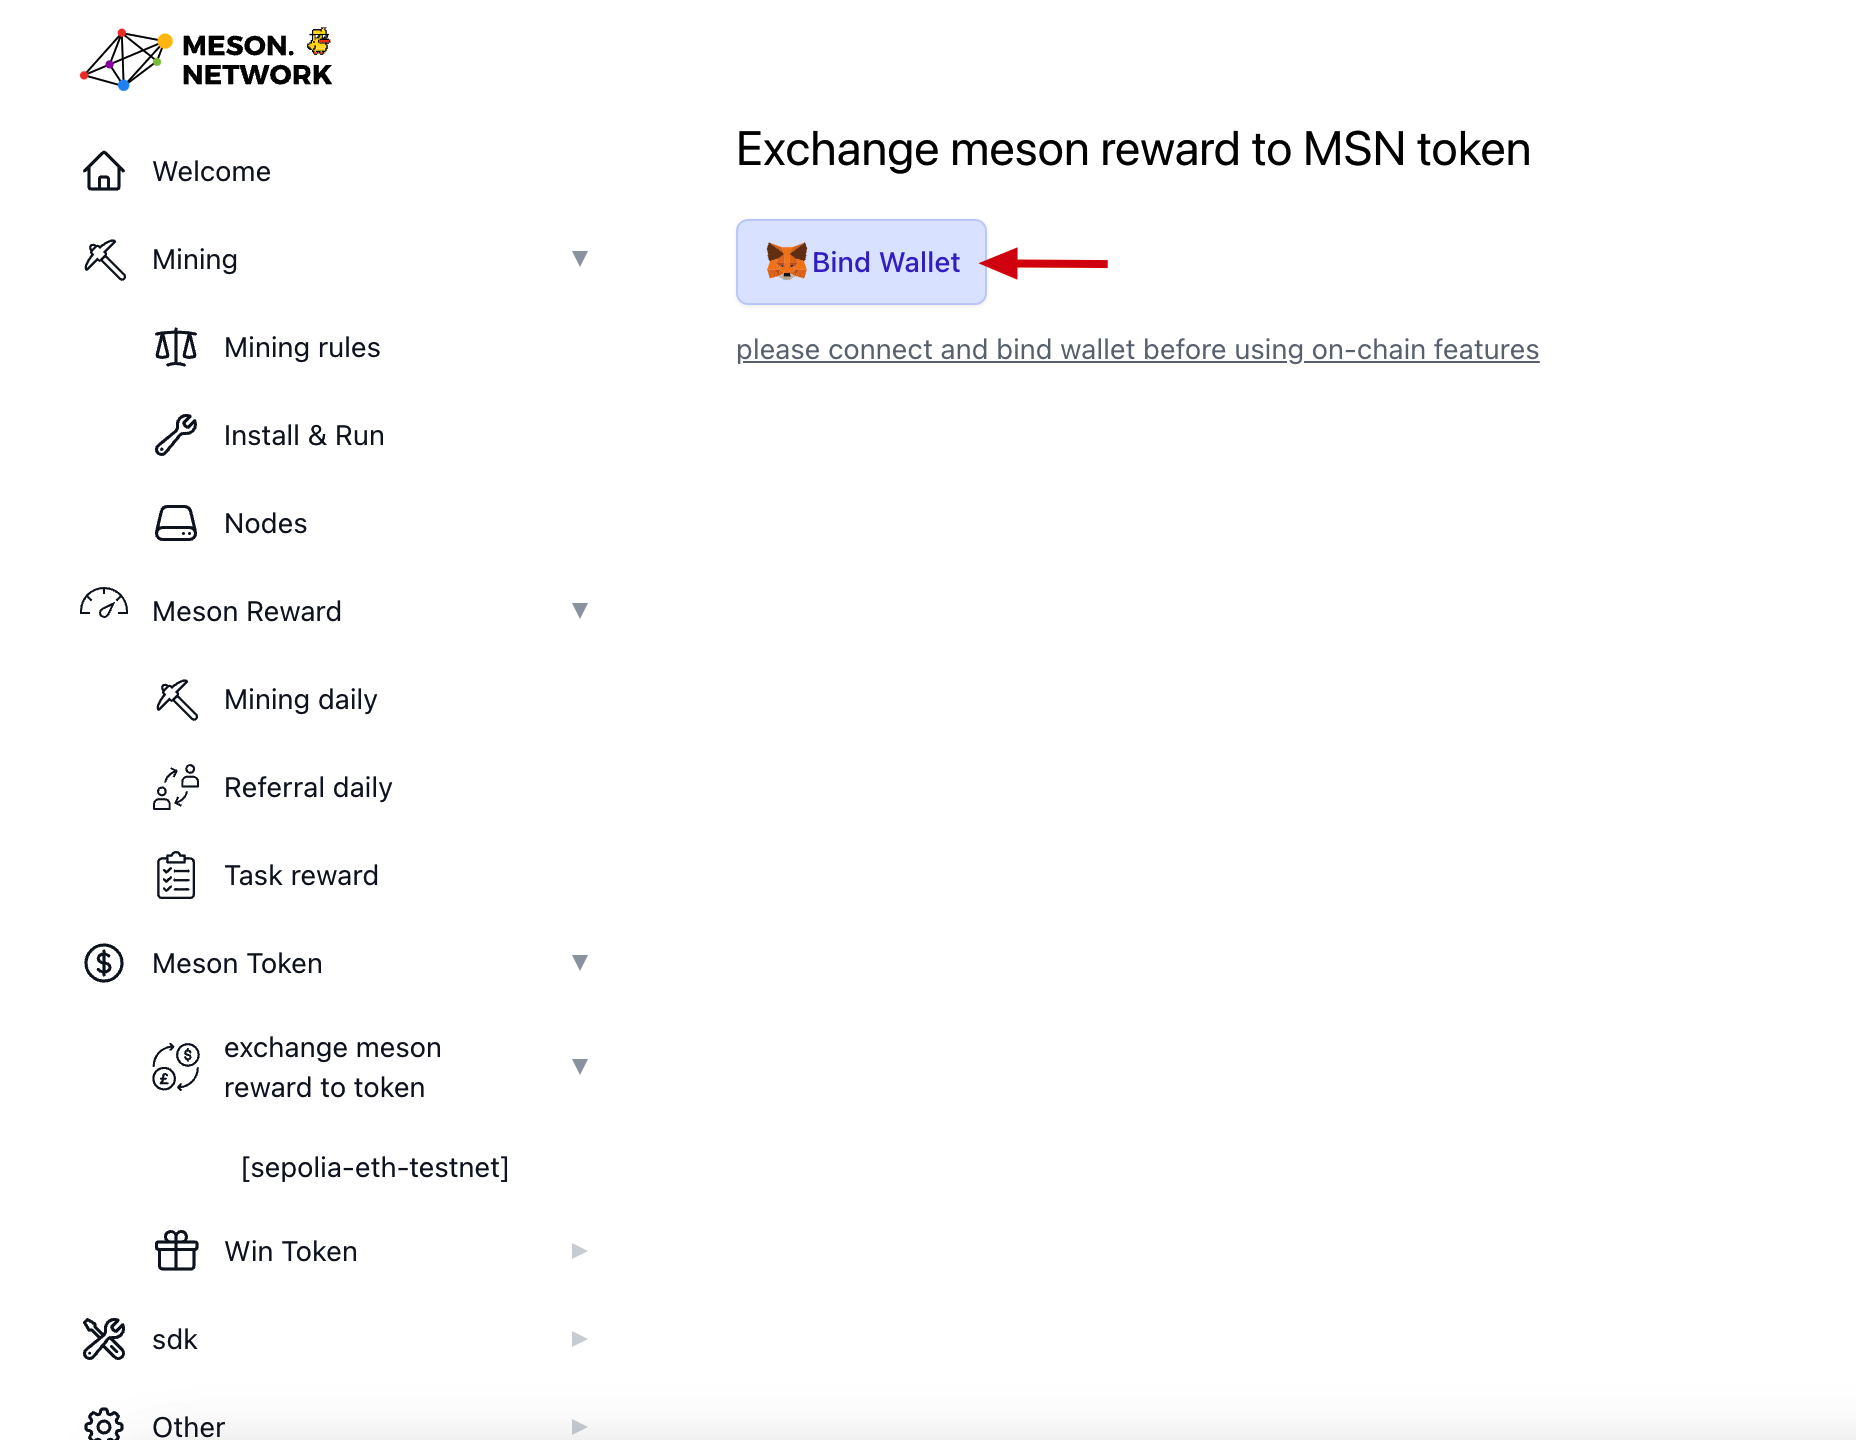 MESON.
NETWORK
Welcome
Mining
Mining rules
Install & Run
Nodes
Meson Reward
Mining daily
Referral daily
Task reward
Meson Token
exchange meson
reward to token
[sepolia-eth-testnet]
Win Token
sdk
Other
Exchange meson reward to MSN token
Bind Wallet
please connect and bind wallet before using on-chain features